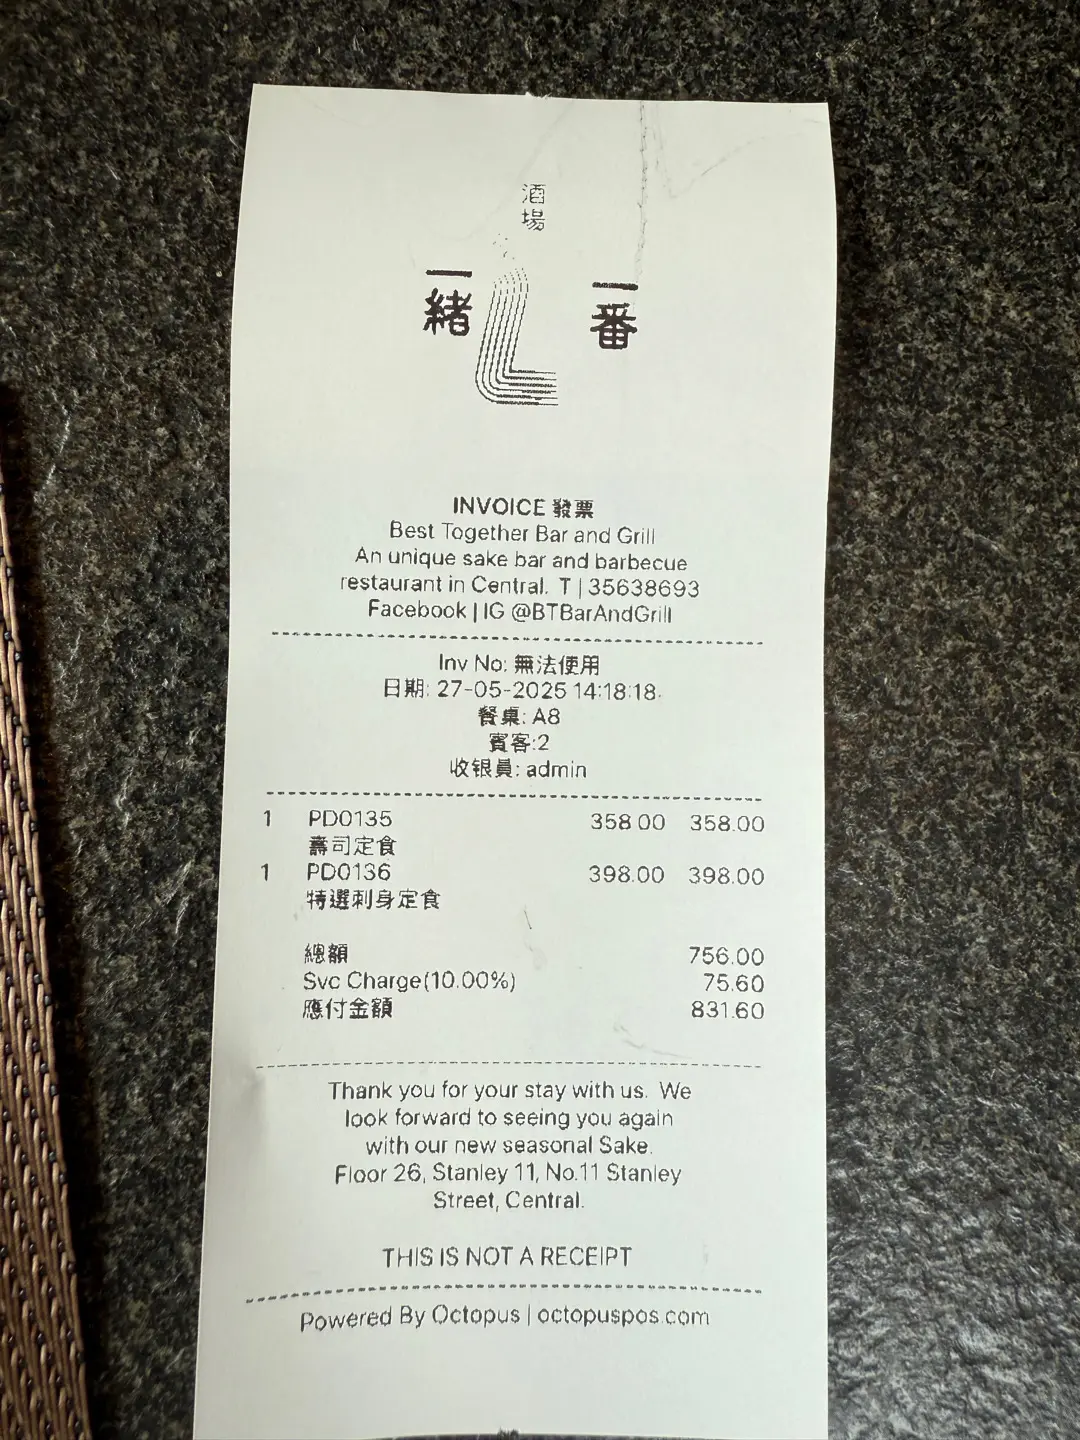 酒
場
一
緒
一
番
INVOICE 發票
Best Together Bar and Grill
An unique sake bar and barbecue
restaurant in Central. T | 35638693
Facebook | IG @BTBarAndGrill
Inv No: 無法使用
日期: 27-05-2025 14:18:18
餐桌: A8
賓客:2
收银員: admin
1 PD0135 358.00 358.00
壽司定食
1 PD0136 398.00 398.00
特選刺身定食
總額 756.00
Svc Charge(10.00%) 75.60
應付金額 831.60
Thank you for your stay with us. We
look forward to seeing you again
with our new seasonal Sake.
Floor 26, Stanley 11, No.11 Stanley
Street, Central.
THIS IS NOT A RECEIPT
Powered By Octopus | octopuspos.com